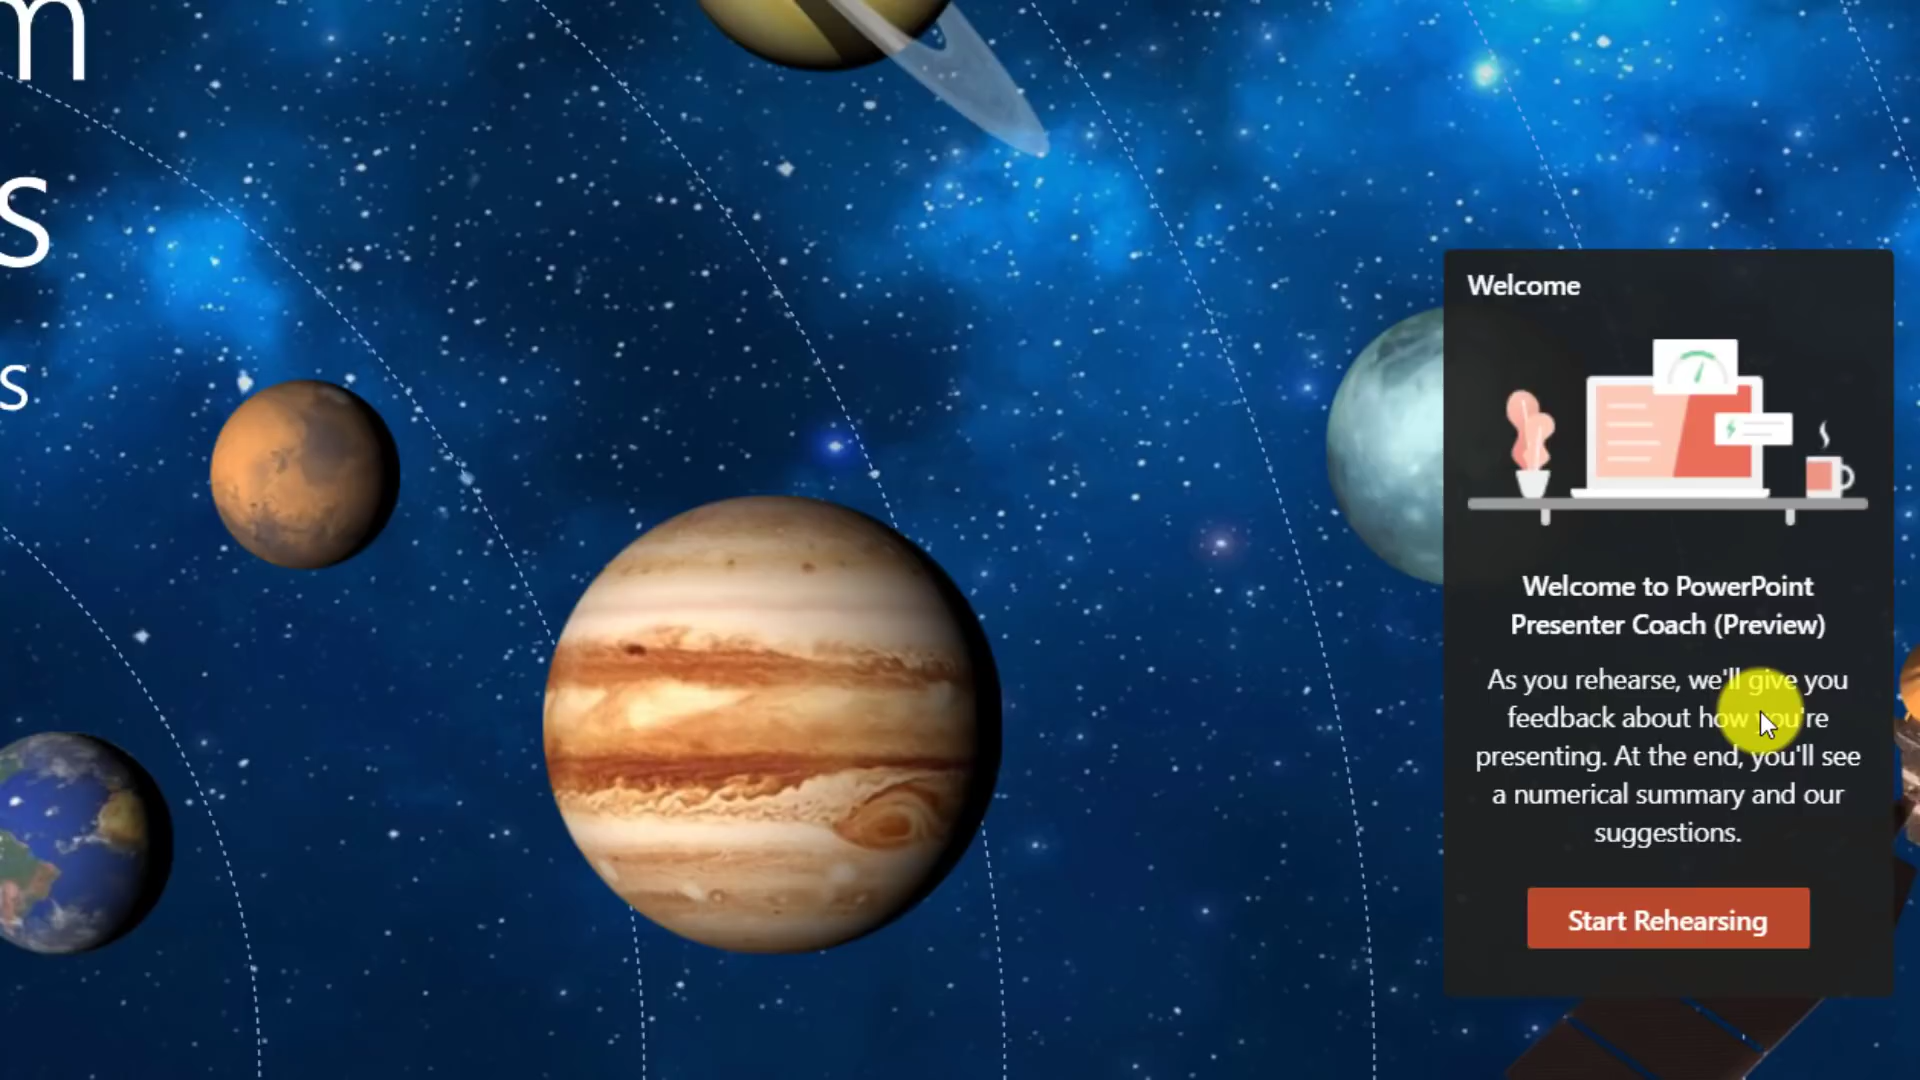 m
s
s
Welcome
Welcome to PowerPoint
Presenter Coach (Preview)
As you rehearse, we'll give you
feedback about how you're
presenting. At the end, you'll see
a numerical summary and our
suggestions.
Start Rehearsing